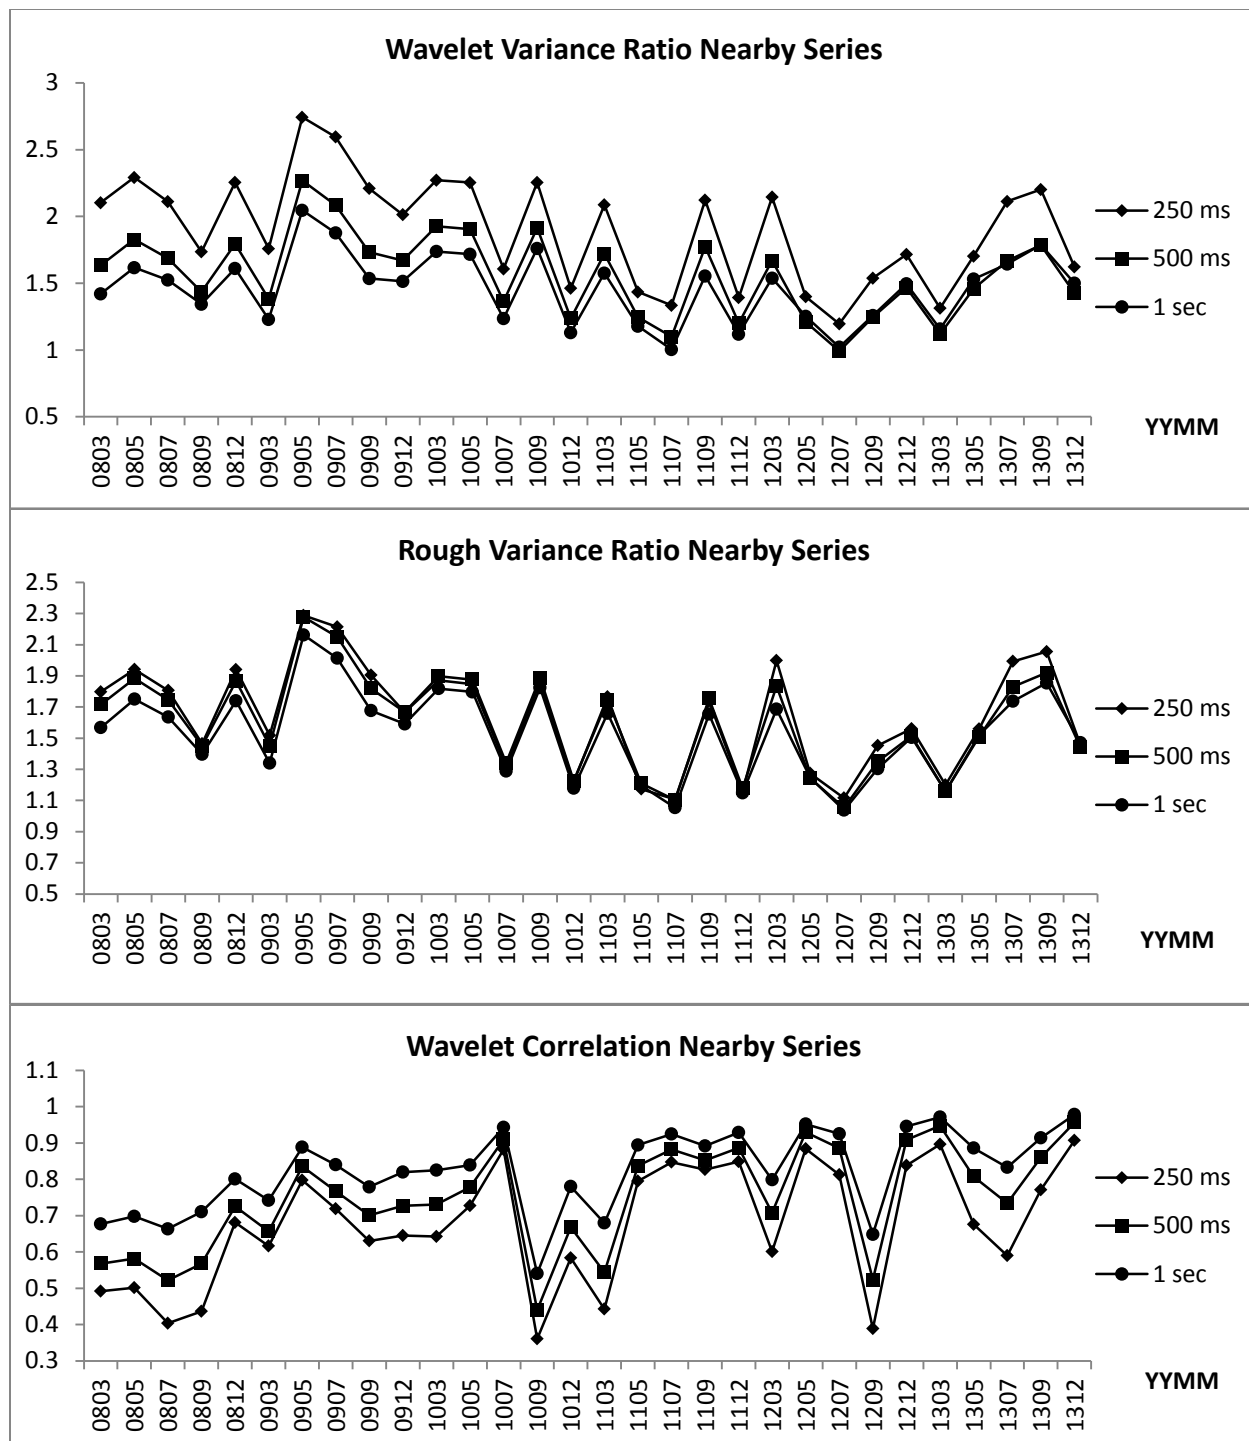 Wavelet Variance Ratio Nearby Series
3
2.5
2
1.5
1
0.5
250 ms
500 ms
1 sec
YYMM
0803 0805 0807 0809 0812 0903 0905 0907 0909 0912 1003 1005 1007 1009 1012 1103 1105 1107 1109 1112 1203 1205 1207 1209 1212 1303 1305 1307 1309 1312
Rough Variance Ratio Nearby Series
2.5
2.3
2.1
1.9
1.7
1.5
1.3
1.1
0.9
0.7
0.5
250 ms
500 ms
1 sec
YYMM
0803 0805 0807 0809 0812 0903 0905 0907 0909 0912 1003 1005 1007 1009 1012 1103 1105 1107 1109 1112 1203 1205 1207 1209 1212 1303 1305 1307 1309 1312
Wavelet Correlation Nearby Series
1.1
1
0.9
0.8
0.7
0.6
0.5
0.4
0.3
250 ms
500 ms
1 sec
YYMM
0803 0805 0807 0809 0812 0903 0905 0907 0909 0912 1003 1005 1007 1009 1012 1103 1105 1107 1109 1112 1203 1205 1207 1209 1212 1303 1305 1307 1309 1312